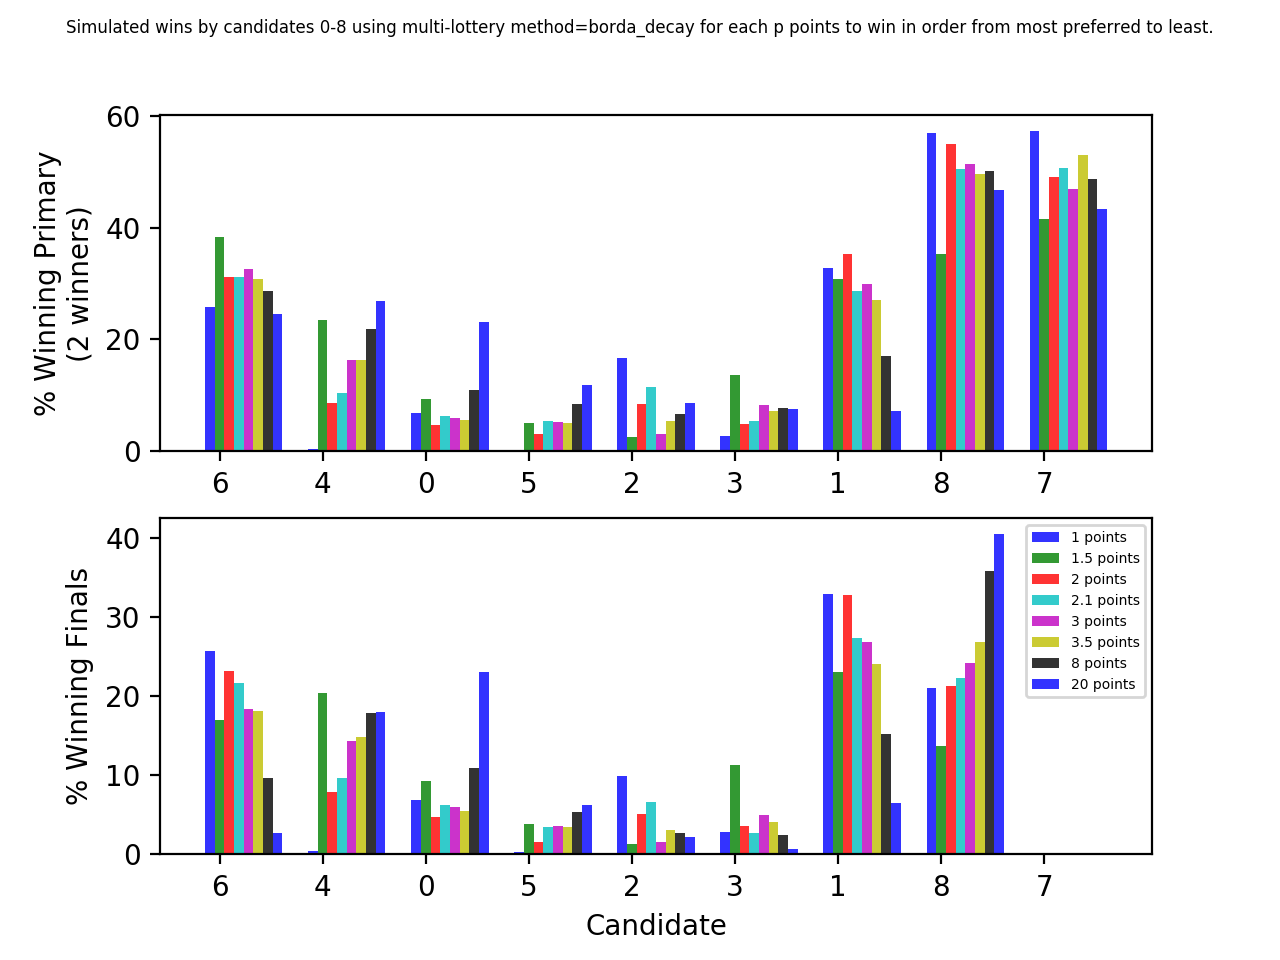 Simulated wins by candidates 0-8 using multi-lottery method=borda_decay for each p points to win in order from most preferred to least.
60
40
20
0
% Winning Primary
(2 winners)
6 4 0 5 2 3 1 8 7
40
30
20
10
0
% Winning Finals
1 points
1.5 points
2 points
2.1 points
3 points
3.5 points
8 points
20 points
6 4 0 5 2 3 1 8 7
Candidate